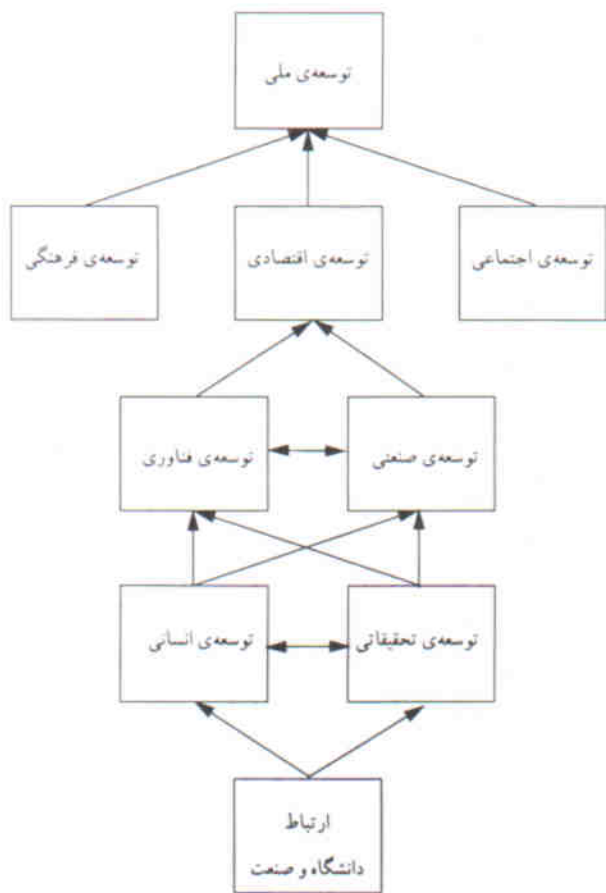 توسعه‌ی ملی
توسعه‌ی اجتماعی
توسعه‌ی اقتصادی
توسعه‌ی فرهنگی
توسعه‌ی صنعتی
توسعه‌ی فناوری
توسعه‌ی تحقیقاتی
توسعه‌ی انسانی
ارتباط
دانشگاه و صنعت